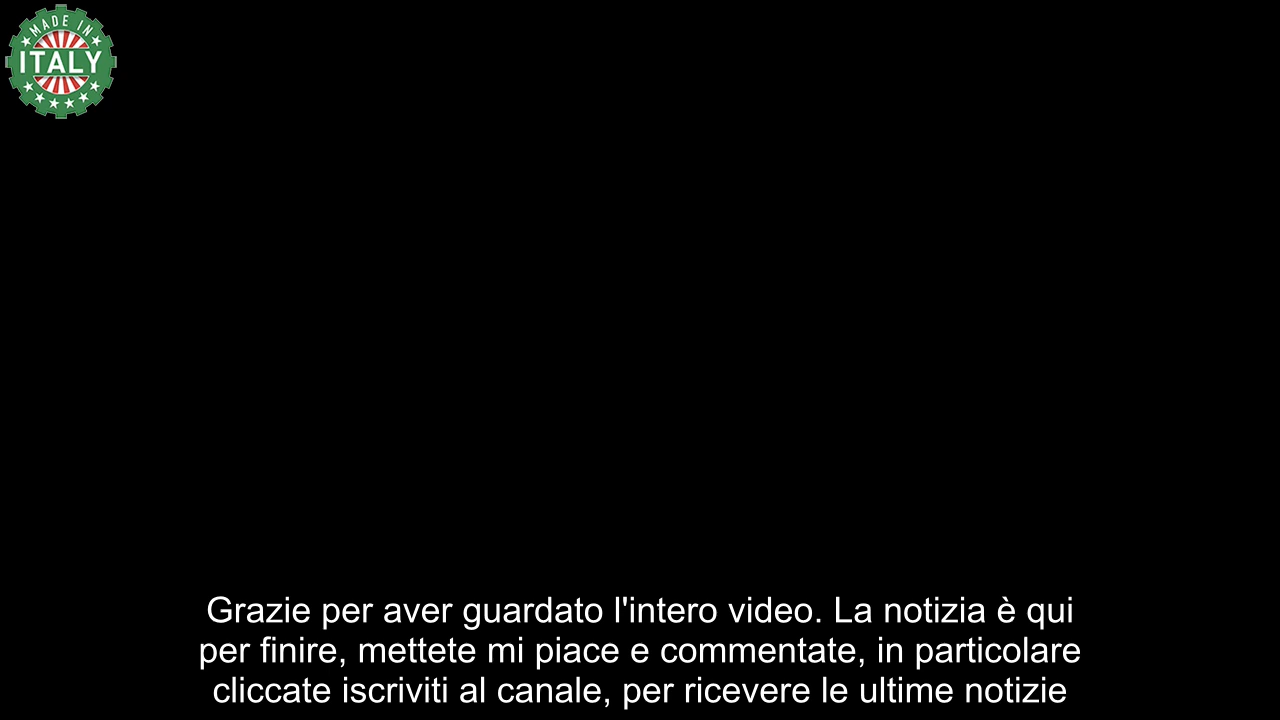 MADE IN
ITALY
Grazie per aver guardato l'intero video. La notizia è qui
per finire, mettete mi piace e commentate, in particolare
cliccate iscriviti al canale, per ricevere le ultime notizie